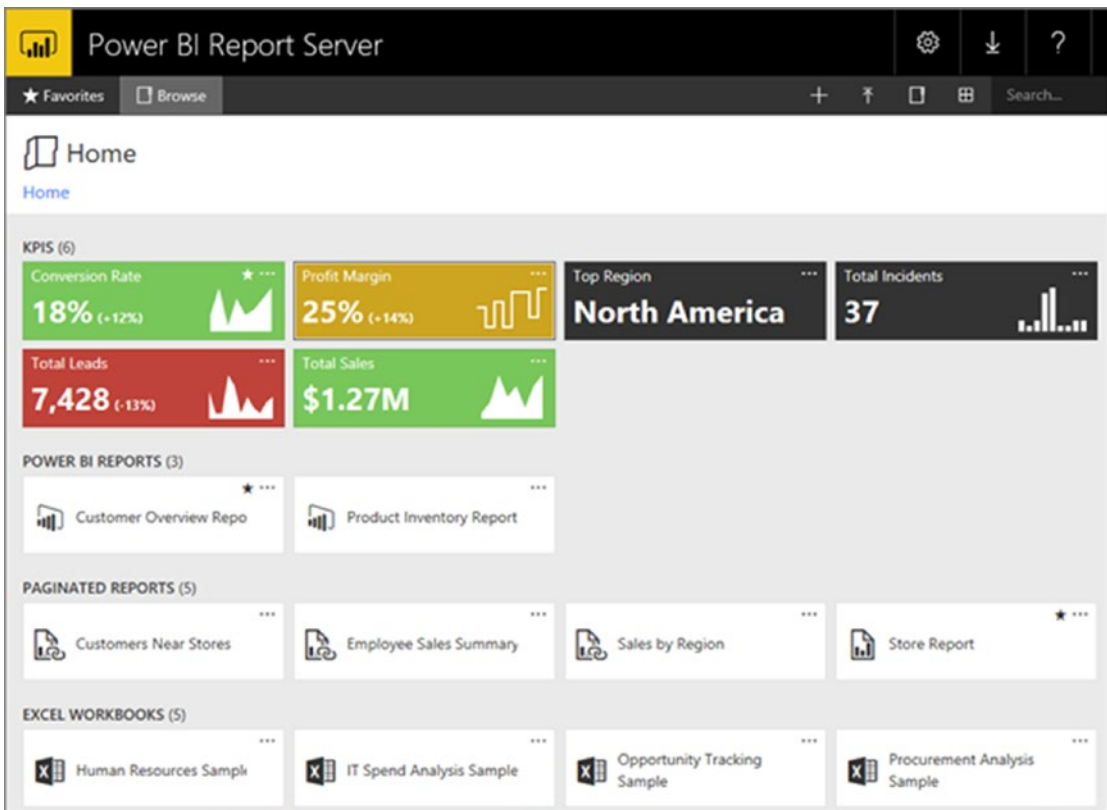 Power BI Report Server
?
★ Favorites
Browse
Search...
Home
Home
KPIS (6)
Conversion Rate
18% (+12%)
Profit Margin
25% (+14%)
Top Region
North America
Total Incidents
37
Total Leads
7,428 (-13%)
Total Sales
$1.27M
POWER BI REPORTS (3)
Customer Overview Repo
Product Inventory Report
PAGINATED REPORTS (5)
Customers Near Stores
Employee Sales Summary
Sales by Region
Store Report
EXCEL WORKBOOKS (5)
Human Resources Sample
IT Spend Analysis Sample
Opportunity Tracking
Sample
Procurement Analysis
Sample